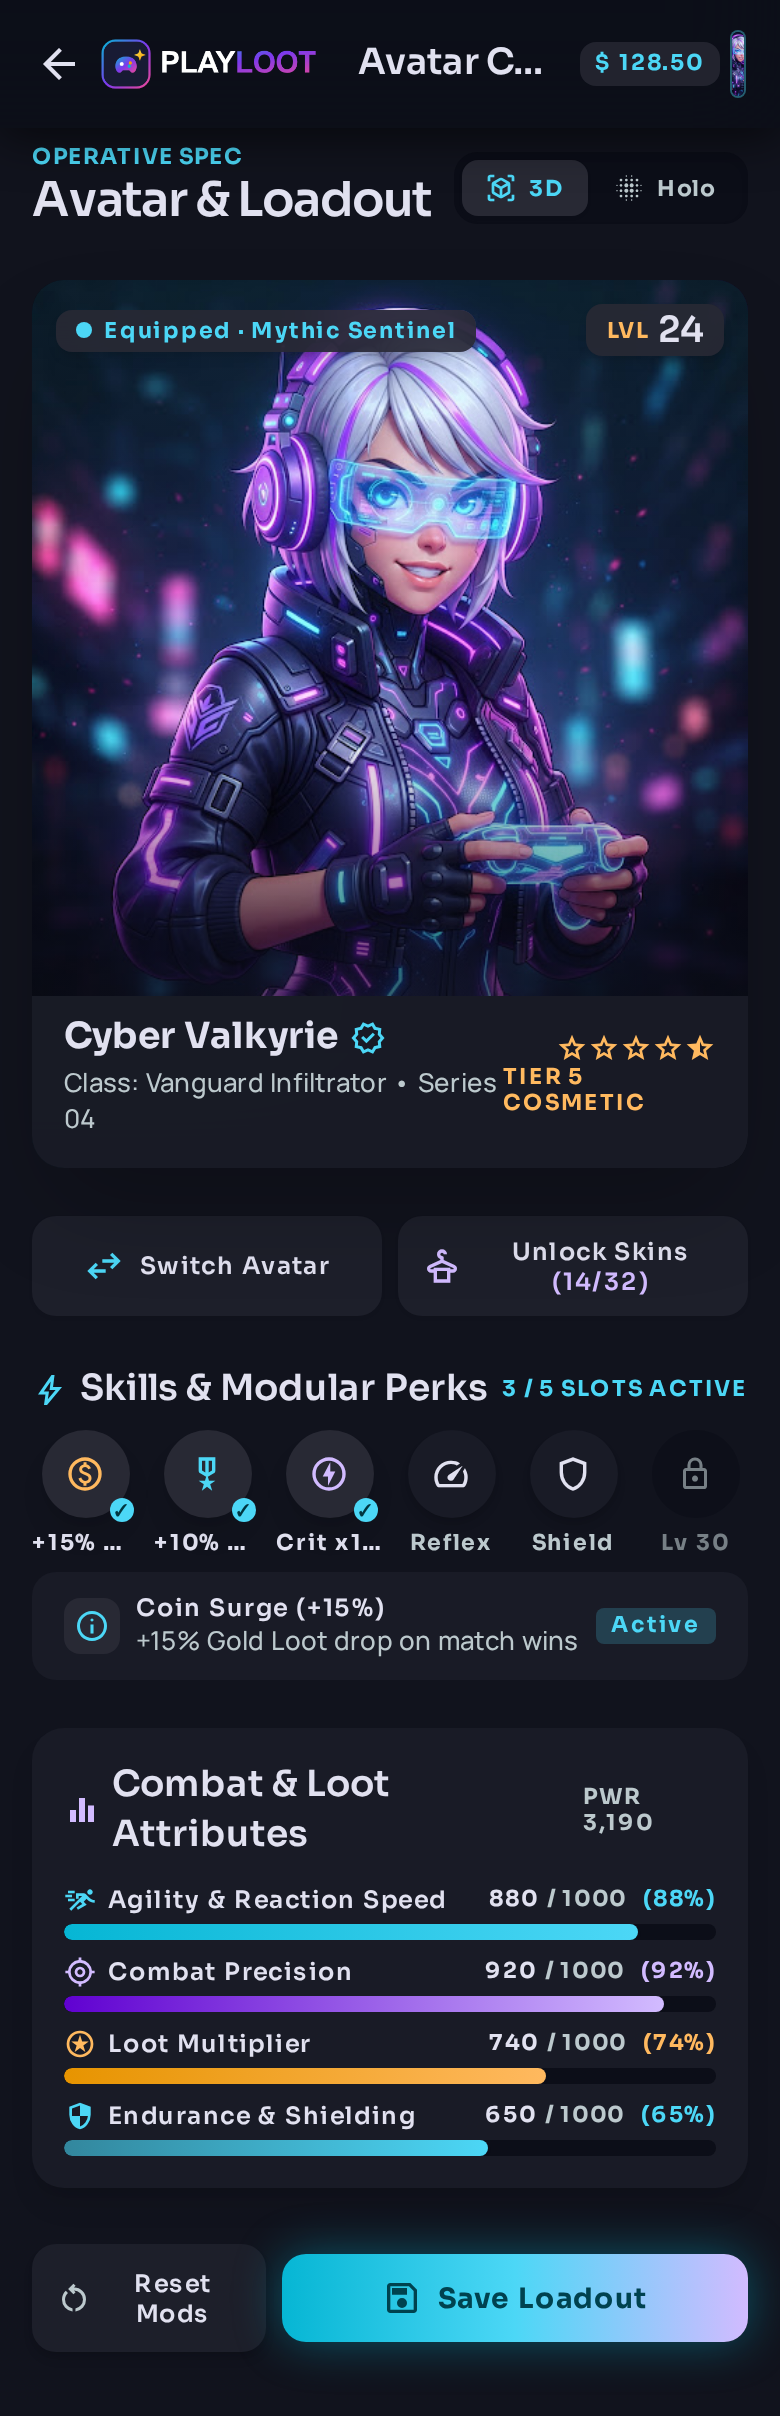 PLAYLOOT
Avatar C...
$ 128.50
OPERATIVE SPEC
Avatar & Loadout
3D
Holo
Equipped · Mythic Sentinel
LVL 24
Cyber Valkyrie
Class: Vanguard Infiltrator • Series
04
TIER 5
COSMETIC
Switch Avatar
Unlock Skins
(14/32)
Skills & Modular Perks
3 / 5 SLOTS ACTIVE
+15% ...
+10% ...
Crit x1...
Reflex
Shield
Lv 30
Coin Surge (+15%)
+15% Gold Loot drop on match wins
Active
Combat & Loot
Attributes
PWR
3,190
Agility & Reaction Speed 880 / 1000 (88%)
Combat Precision 920 / 1000 (92%)
Loot Multiplier 740 / 1000 (74%)
Endurance & Shielding 650 / 1000 (65%)
Reset
Mods
Save Loadout